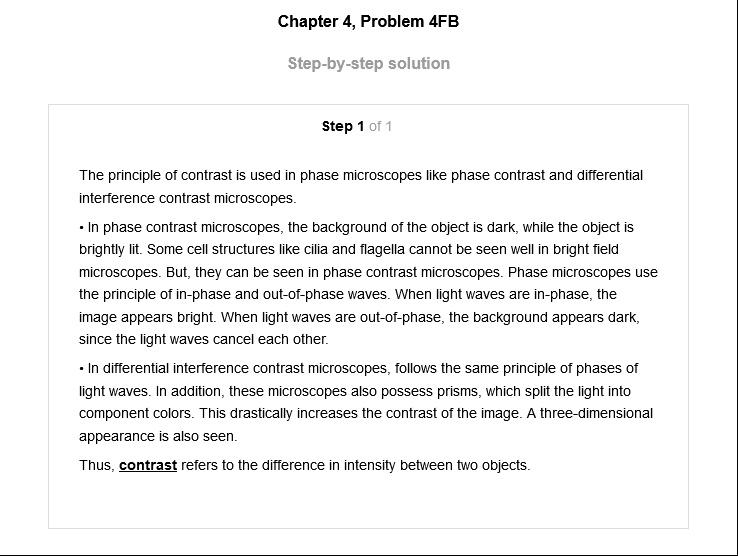 Chapter 4, Problem 4FB
Step-by-step solution
Step 1 of 1
The principle of contrast is used in phase microscopes like phase contrast and differential
interference contrast microscopes.
• In phase contrast microscopes, the background of the object is dark, while the object is
brightly lit. Some cell structures like cilia and flagella cannot be seen well in bright field
microscopes. But, they can be seen in phase contrast microscopes. Phase microscopes use
the principle of in-phase and out-of-phase waves. When light waves are in-phase, the
image appears bright. When light waves are out-of-phase, the background appears dark,
since the light waves cancel each other.
• In differential interference contrast microscopes, follows the same principle of phases of
light waves. In addition, these microscopes also possess prisms, which split the light into
component colors. This drastically increases the contrast of the image. A three-dimensional
appearance is also seen.
Thus, contrast refers to the difference in intensity between two objects.